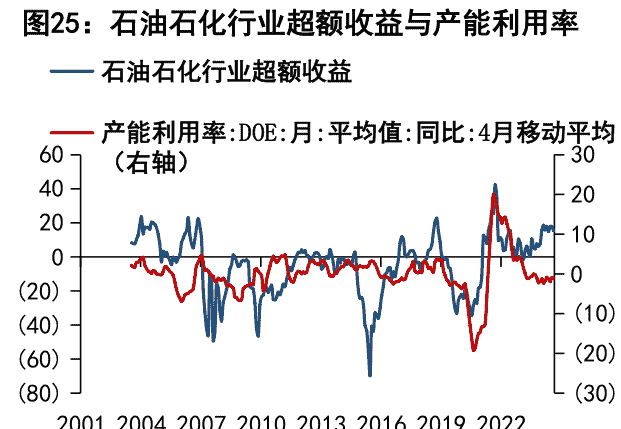 图25：石油石化行业超额收益与产能利用率
石油石化行业超额收益
产能利用率:DOE:月:平均值:同比:4月移动平均
（右轴）
60 30
40 20
20 10
0 0
(20) (10)
(40) (20)
(60) (30)
(80)
2001 2004 2007 2010 2013 2016 2019 2022